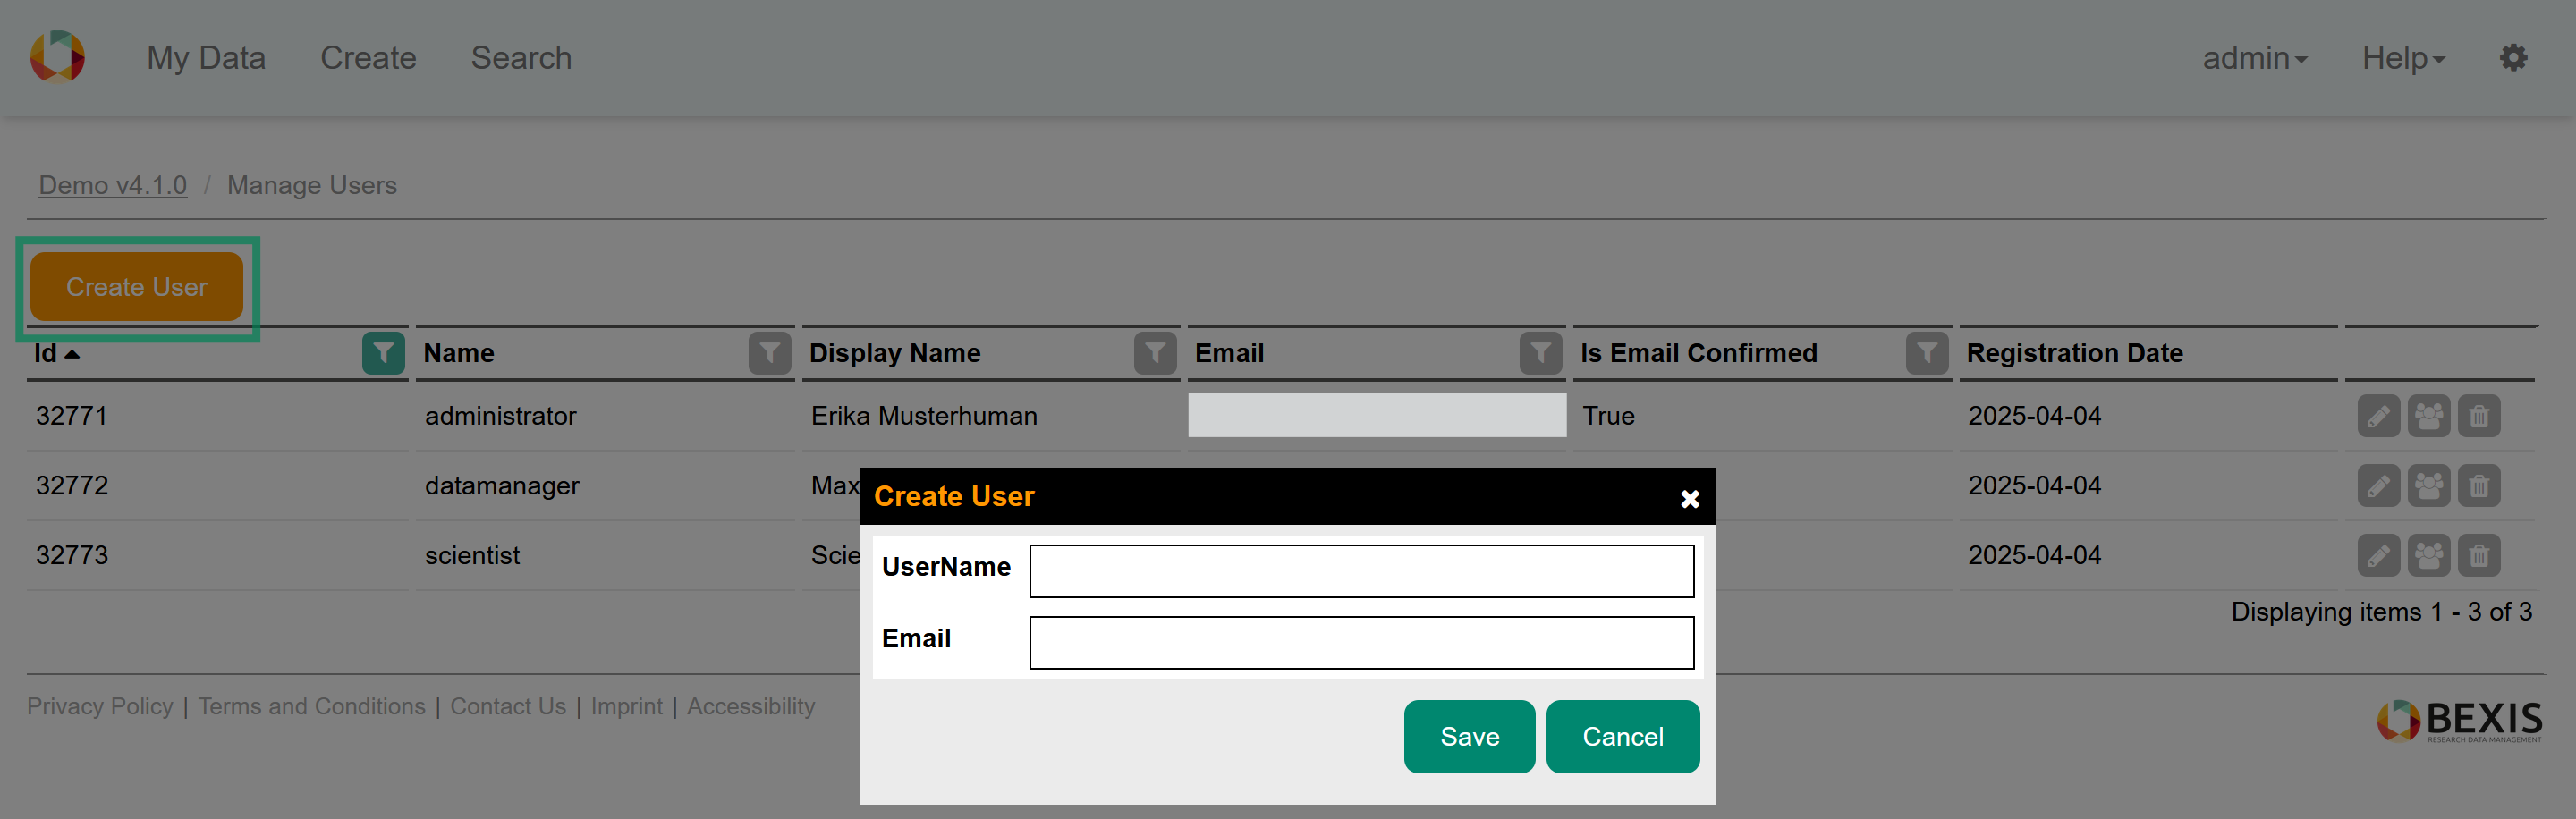 My Data Create Search admin Help
Demo v4.1.0 / Manage Users
Create User
Id Name Display Name Email Is Email Confirmed Registration Date
32771 administrator Erika Musterhuman True 2025-04-04
32772 datamanager Max 2025-04-04
32773 scientist Scie 2025-04-04
Displaying items 1 - 3 of 3
Create User
UserName
Email
Save Cancel
Privacy Policy | Terms and Conditions | Contact Us | Imprint | Accessibility
BEXIS
RESEARCH DATA MANAGEMENT